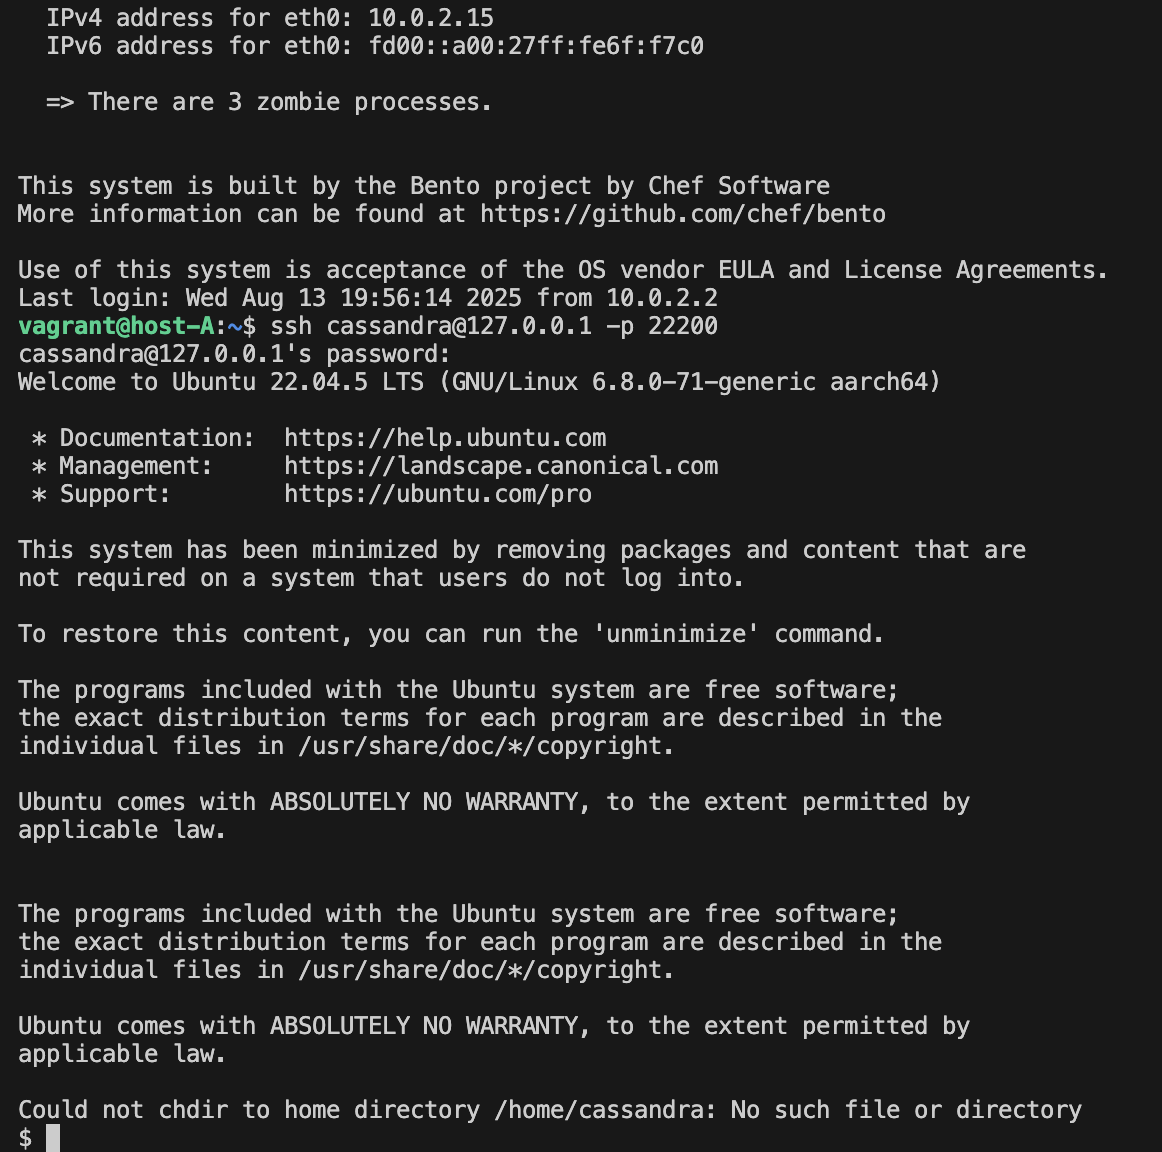 IPv4 address for eth0: 10.0.2.15
IPv6 address for eth0: fd00::a00:27ff:fe6f:f7c0
=> There are 3 zombie processes.
This system is built by the Bento project by Chef Software
More information can be found at https://github.com/chef/bento
Use of this system is acceptance of the OS vendor EULA and License Agreements.
Last login: Wed Aug 13 19:56:14 2025 from 10.0.2.2
vagrant@host-A:~$ ssh cassandra@127.0.0.1 -p 22200
cassandra@127.0.0.1's password:
Welcome to Ubuntu 22.04.5 LTS (GNU/Linux 6.8.0-71-generic aarch64)
* Documentation:  https://help.ubuntu.com
* Management:     https://landscape.canonical.com
* Support:        https://ubuntu.com/pro
This system has been minimized by removing packages and content that are
not required on a system that users do not log into.
To restore this content, you can run the 'unminimize' command.
The programs included with the Ubuntu system are free software;
the exact distribution terms for each program are described in the
individual files in /usr/share/doc/*/copyright.
Ubuntu comes with ABSOLUTELY NO WARRANTY, to the extent permitted by
applicable law.
The programs included with the Ubuntu system are free software;
the exact distribution terms for each program are described in the
individual files in /usr/share/doc/*/copyright.
Ubuntu comes with ABSOLUTELY NO WARRANTY, to the extent permitted by
applicable law.
Could not chdir to home directory /home/cassandra: No such file or directory
$